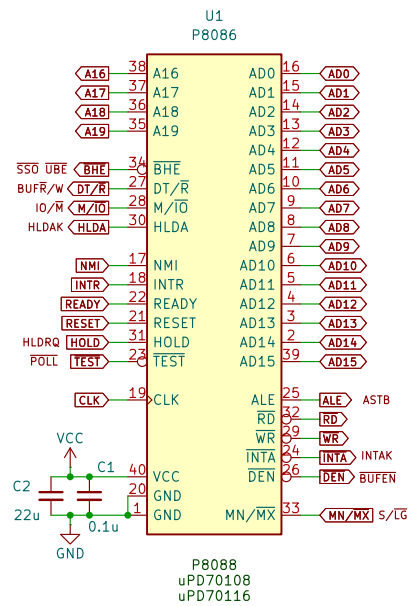 U1
P8086
A16 38 A16 AD0 16 AD0
A17 37 A17 AD1 15 AD1
A18 36 A18 AD2 14 AD2
A19 35 A19 AD3 13 AD3
AD4 12 AD4
SSO UBE BHE 34 BHE AD5 11 AD5
BUFR/W DT/R 27 DT/R AD6 10 AD6
IO/M M/IO 28 M/IO AD7 9 AD7
HLDAK HLDA 30 HLDA AD8 8 AD8
AD9 7 AD9
NMI 17 NMI AD10 6 AD10
INTR 18 INTR AD11 5 AD11
READY 22 READY AD12 4 AD12
RESET 21 RESET AD13 3 AD13
HLDRQ HOLD 31 HOLD AD14 2 AD14
POLL TEST 23 TEST AD15 39 AD15
CLK 19 CLK ALE 25 ALE ASTB
RD 32 RD
WR 29 WR
INTA 24 INTA INTAK
VCC 40 VCC DEN 26 DEN BUFEN
C2 C1 20 GND
22u 0.1u 1 GND MN/MX 33 MN/MX S/LG
GND
P8088
uPD70108
uPD70116